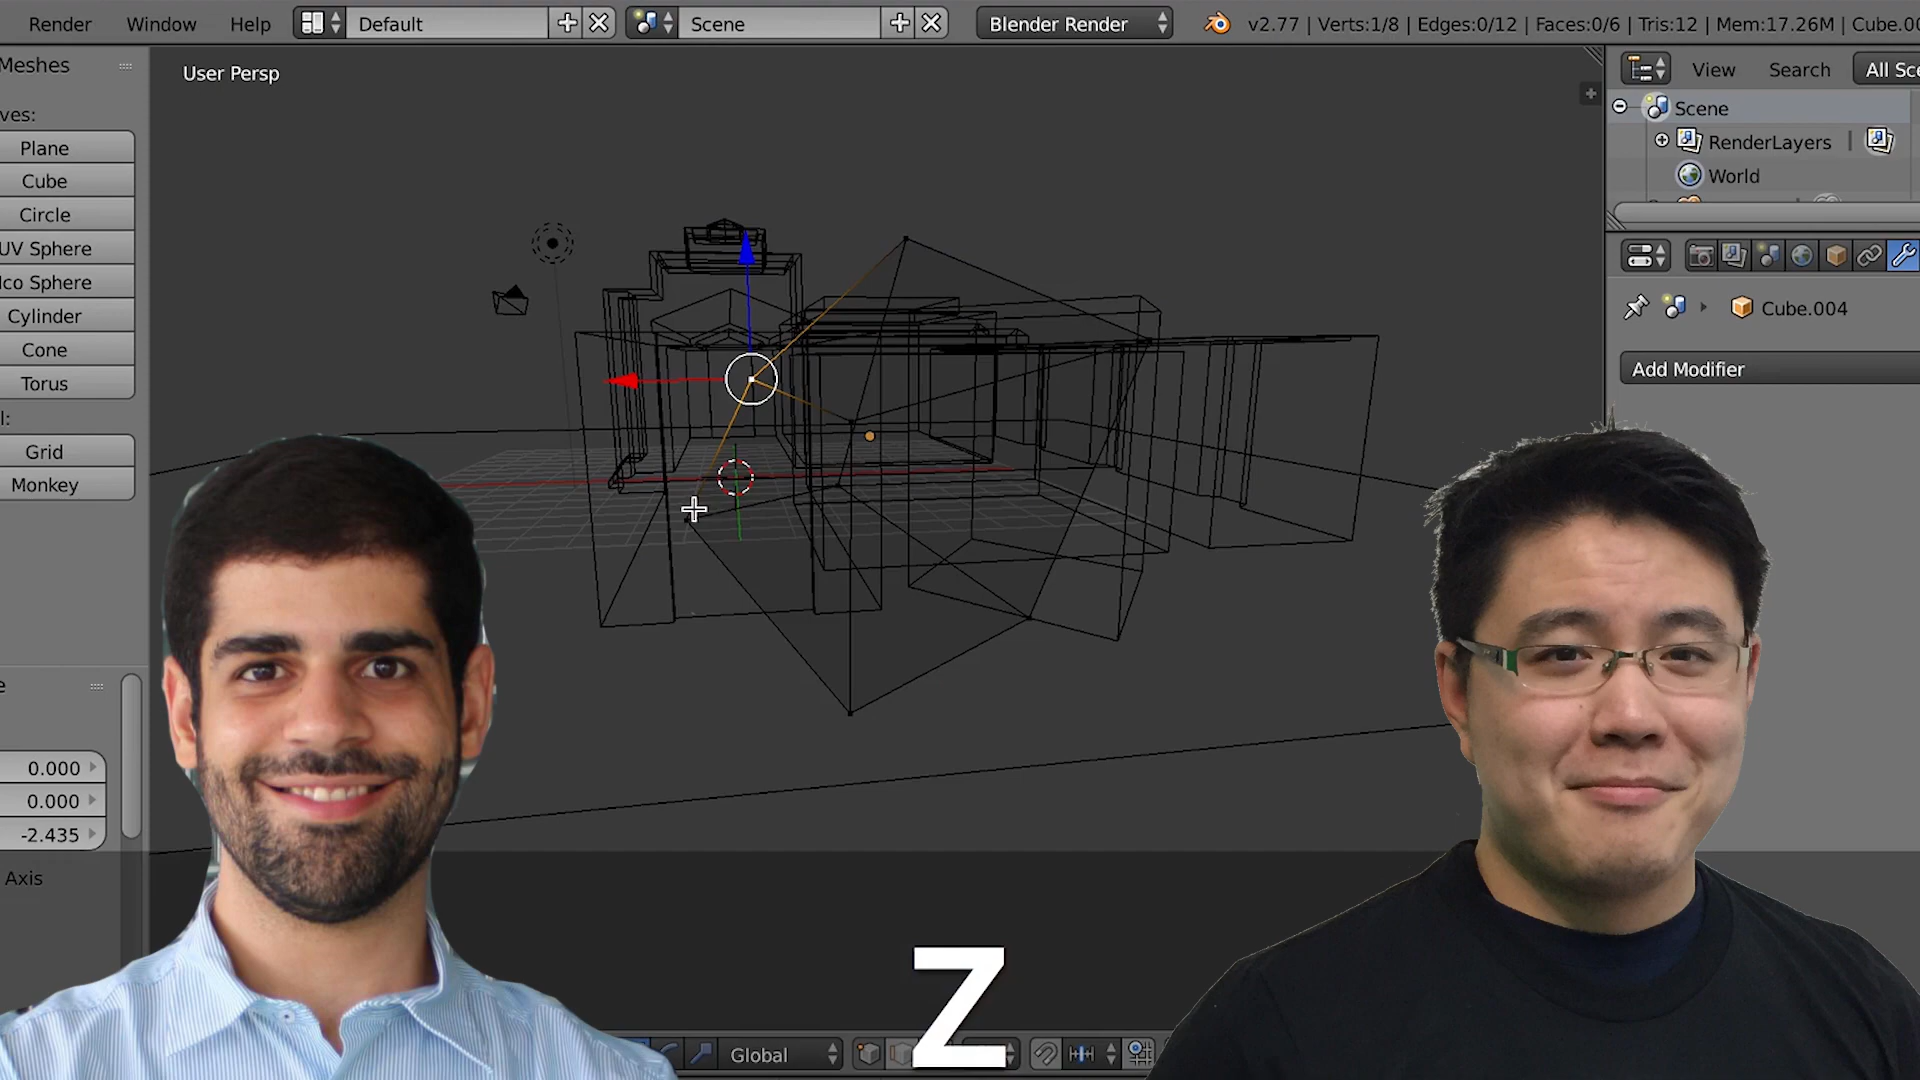 Render Window Help Default Scene Blender Render v2.77 | Verts:1/8 | Edges:0/12 | Faces:0/6 | Tris:12 | Mem:17.26M | Cube.00
Meshes
User Persp
View Search All Sce
ves:
Scene
Plane
RenderLayers
Cube
World
Circle
UV Sphere
Ico Sphere
Cylinder
Cube.004
Cone
Add Modifier
Torus
l:
Grid
Monkey
e
0.000
0.000
-2.435
Axis
Z
Global